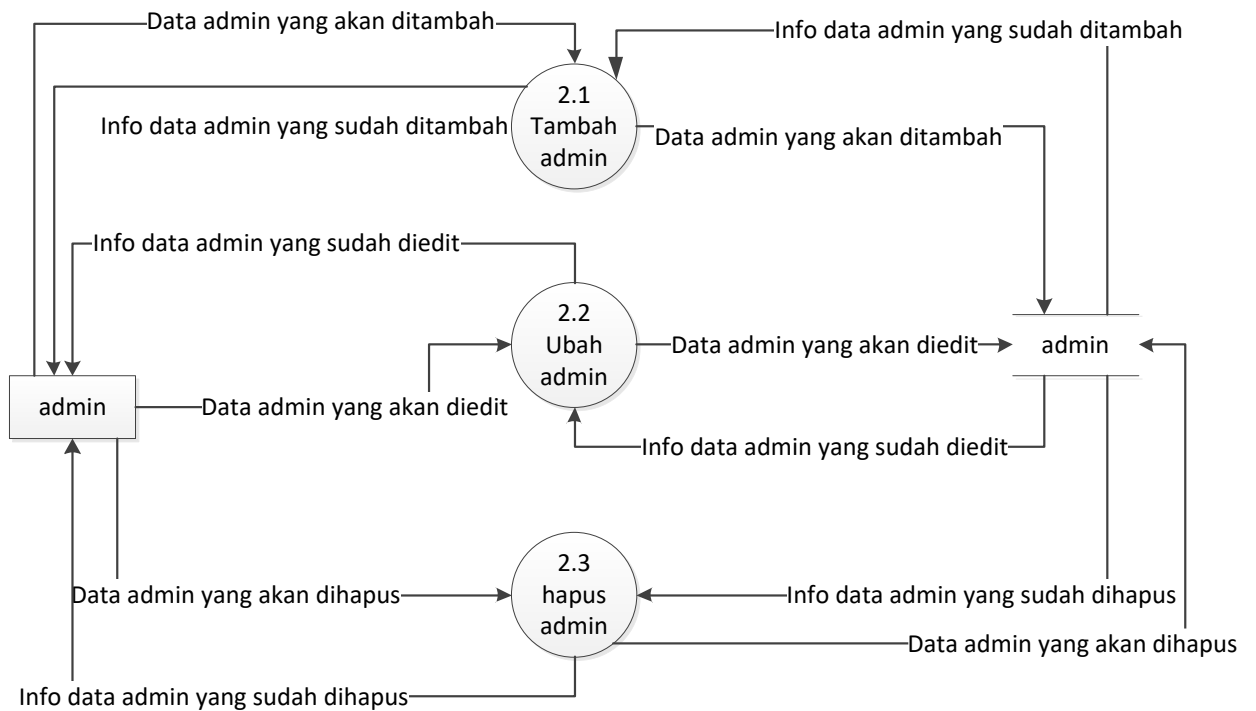 Data admin yang akan ditambah
Info data admin yang sudah ditambah
2.1
Tambah
admin
Info data admin yang sudah ditambah
Data admin yang akan ditambah
Info data admin yang sudah diedit
2.2
Ubah
admin
Data admin yang akan diedit
admin
admin
Data admin yang akan diedit
Info data admin yang sudah diedit
2.3
hapus
admin
Data admin yang akan dihapus
Info data admin yang sudah dihapus
Data admin yang akan dihapus
Info data admin yang sudah dihapus